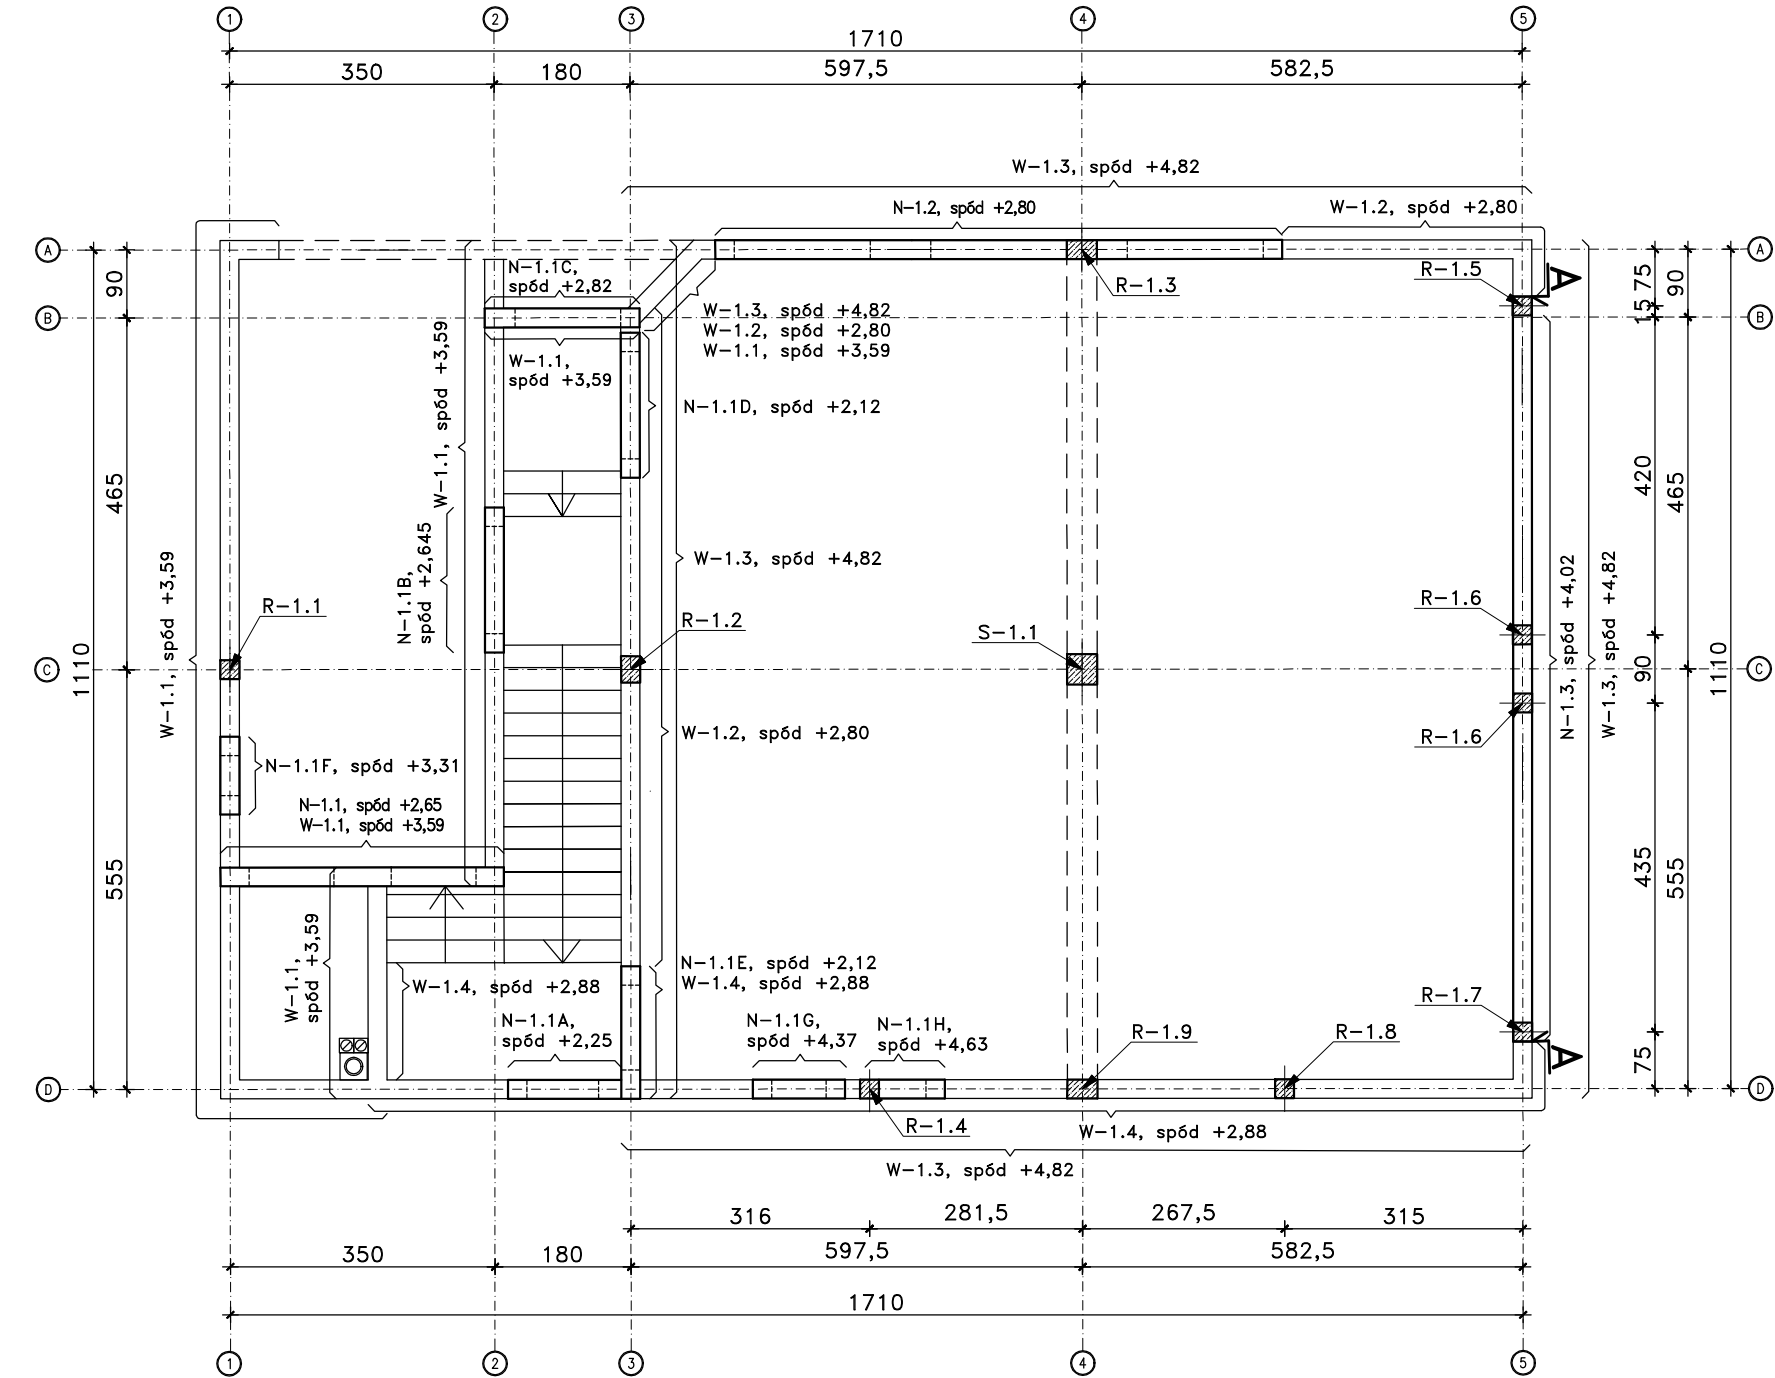 1
2
3
4
5
1710
350
180
597,5
582,5
W-1.3, spód +4,82
N-1.2, spód +2,80
W-1.2, spód +2,80
A
A
90
N-1.1C,
spód +2,82
R-1.3
R-1.5
A
75
90
B
B
15
W-1.3, spód +4,82
W-1.2, spód +2,80
W-1.1, spód +3,59
W-1.1,
spód +3,59
W-1.1, spód +3,59
N-1.1D, spód +2,12
465
420
465
N-1.1B,
spód +2,645
W-1.3, spód +4,82
W-1.1, spód +3,59
N-1.3, spód +4,02
W-1.3, spód +4,82
R-1.1
R-1.2
S-1.1
R-1.6
C
C
1110
90
1110
W-1.2, spód +2,80
R-1.6
N-1.1F, spód +3,31
N-1.1, spód +2,65
W-1.1, spód +3,59
555
435
555
W-1.1,
spód +3,59
N-1.1E, spód +2,12
W-1.4, spód +2,88
W-1.4, spód +2,88
R-1.7
N-1.1A,
spód +2,25
N-1.1G,
spód +4,37
N-1.1H,
spód +4,63
R-1.9
R-1.8
A
75
D
D
R-1.4
W-1.4, spód +2,88
W-1.3, spód +4,82
316
281,5
267,5
315
350
180
597,5
582,5
1710
1
2
3
4
5